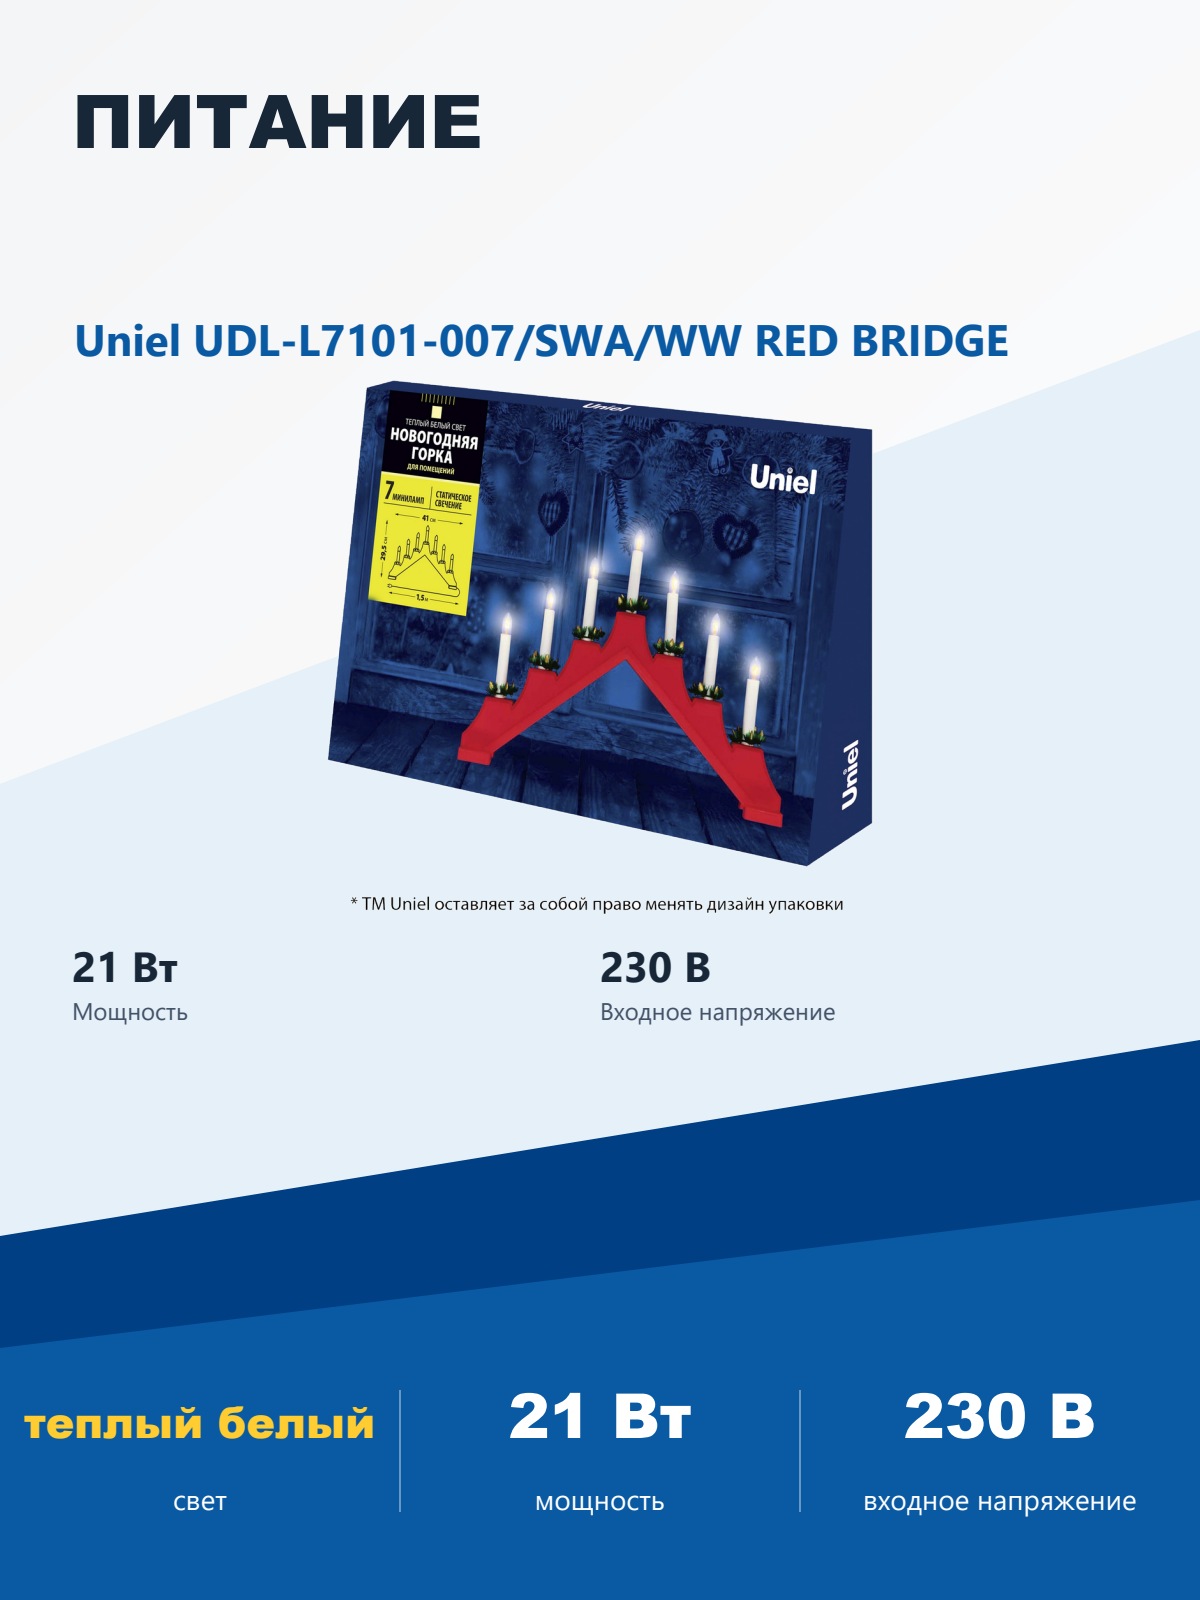 ПИТАНИЕ
Uniel UDL-L7101-007/SWA/WW RED BRIDGE
Uniel
ТЕПЛЫЙ БЕЛЫЙ СВЕТ
НОВОГОДНЯЯ
ГОРКА
ДЛЯ ПОМЕЩЕНИЙ
7 МИНИЛАМП
СТАТИЧЕСКОЕ
СВЕЧЕНИЕ
41 СМ
29,5 СМ
1,5 М
Uniel
Uniel
* ТМ Uniel оставляет за собой право менять дизайн упаковки
21 Вт
Мощность
230 В
Входное напряжение
теплый белый
свет
21 Вт
мощность
230 В
входное напряжение